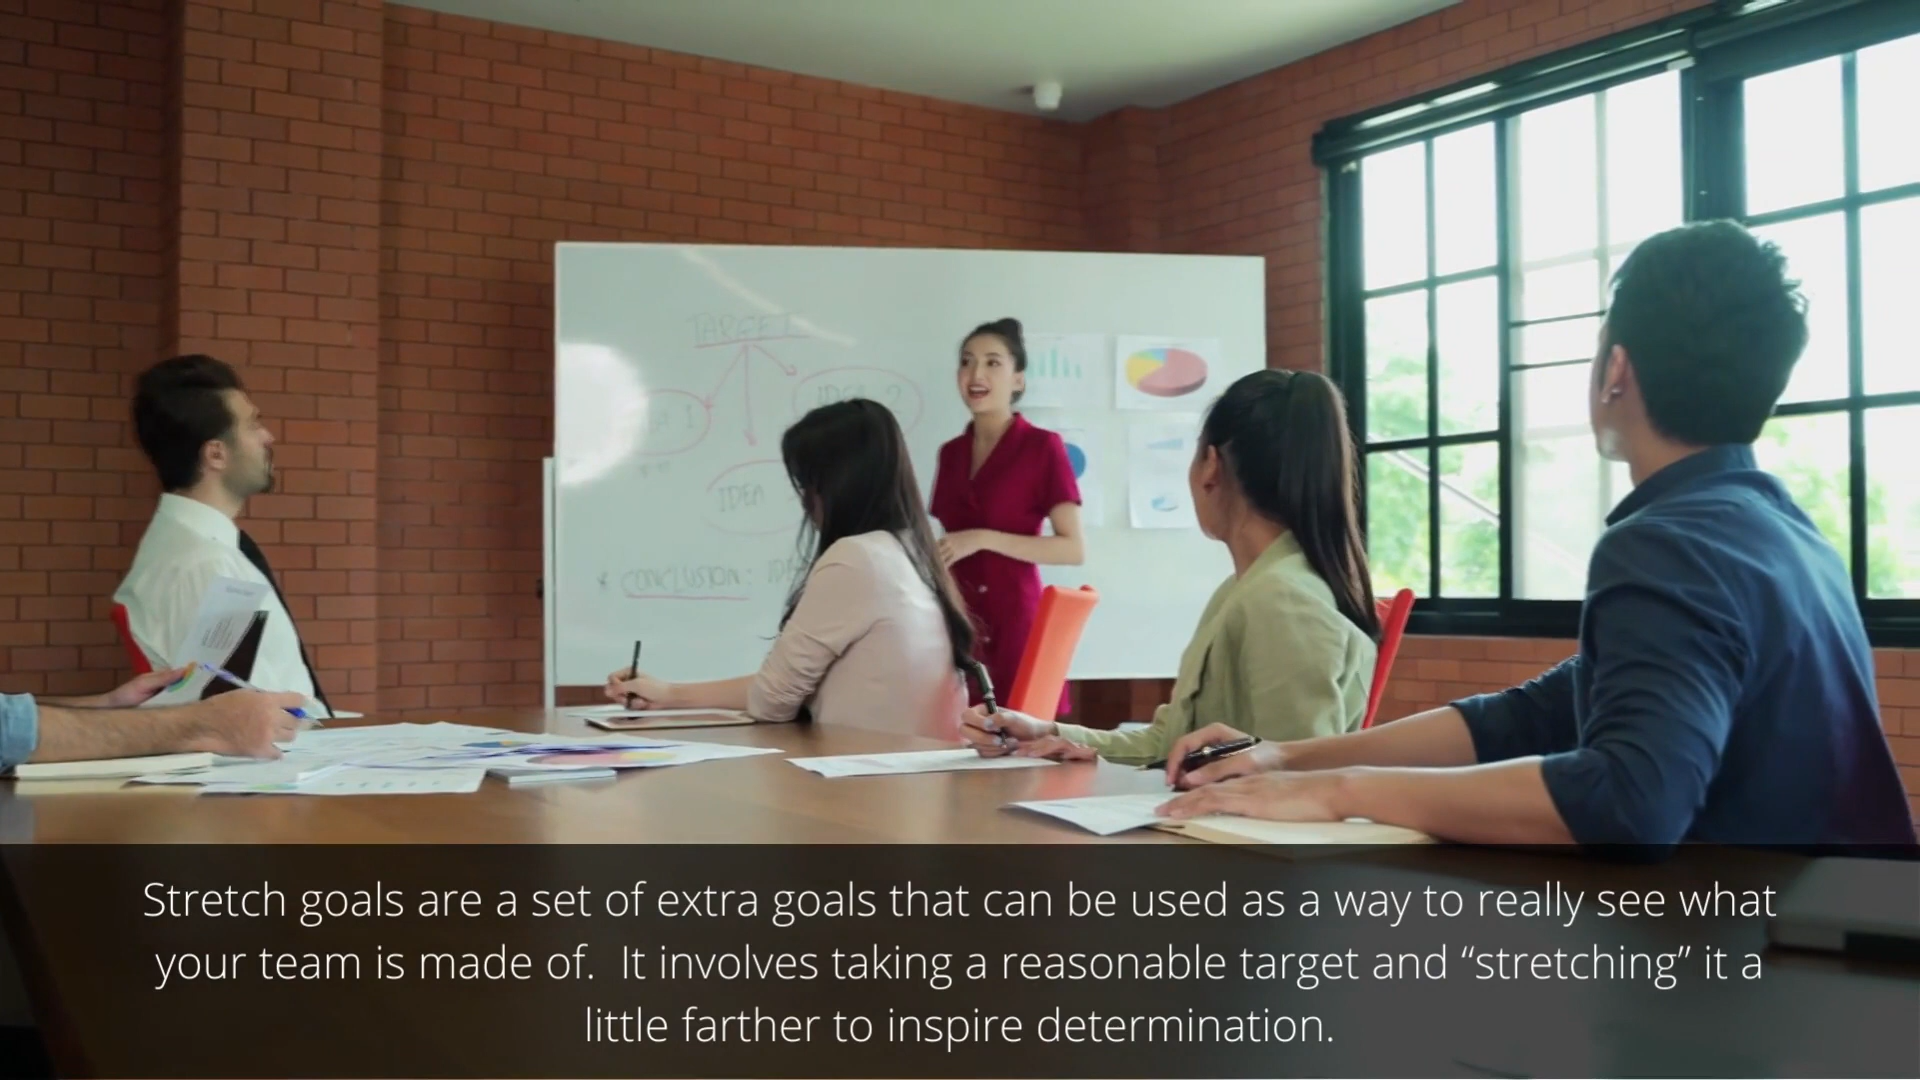 TARGET
IDEA 2
IDEA
CONCLUSION:
Stretch goals are a set of extra goals that can be used as a way to really see what
your team is made of.  It involves taking a reasonable target and “stretching” it a
little farther to inspire determination.